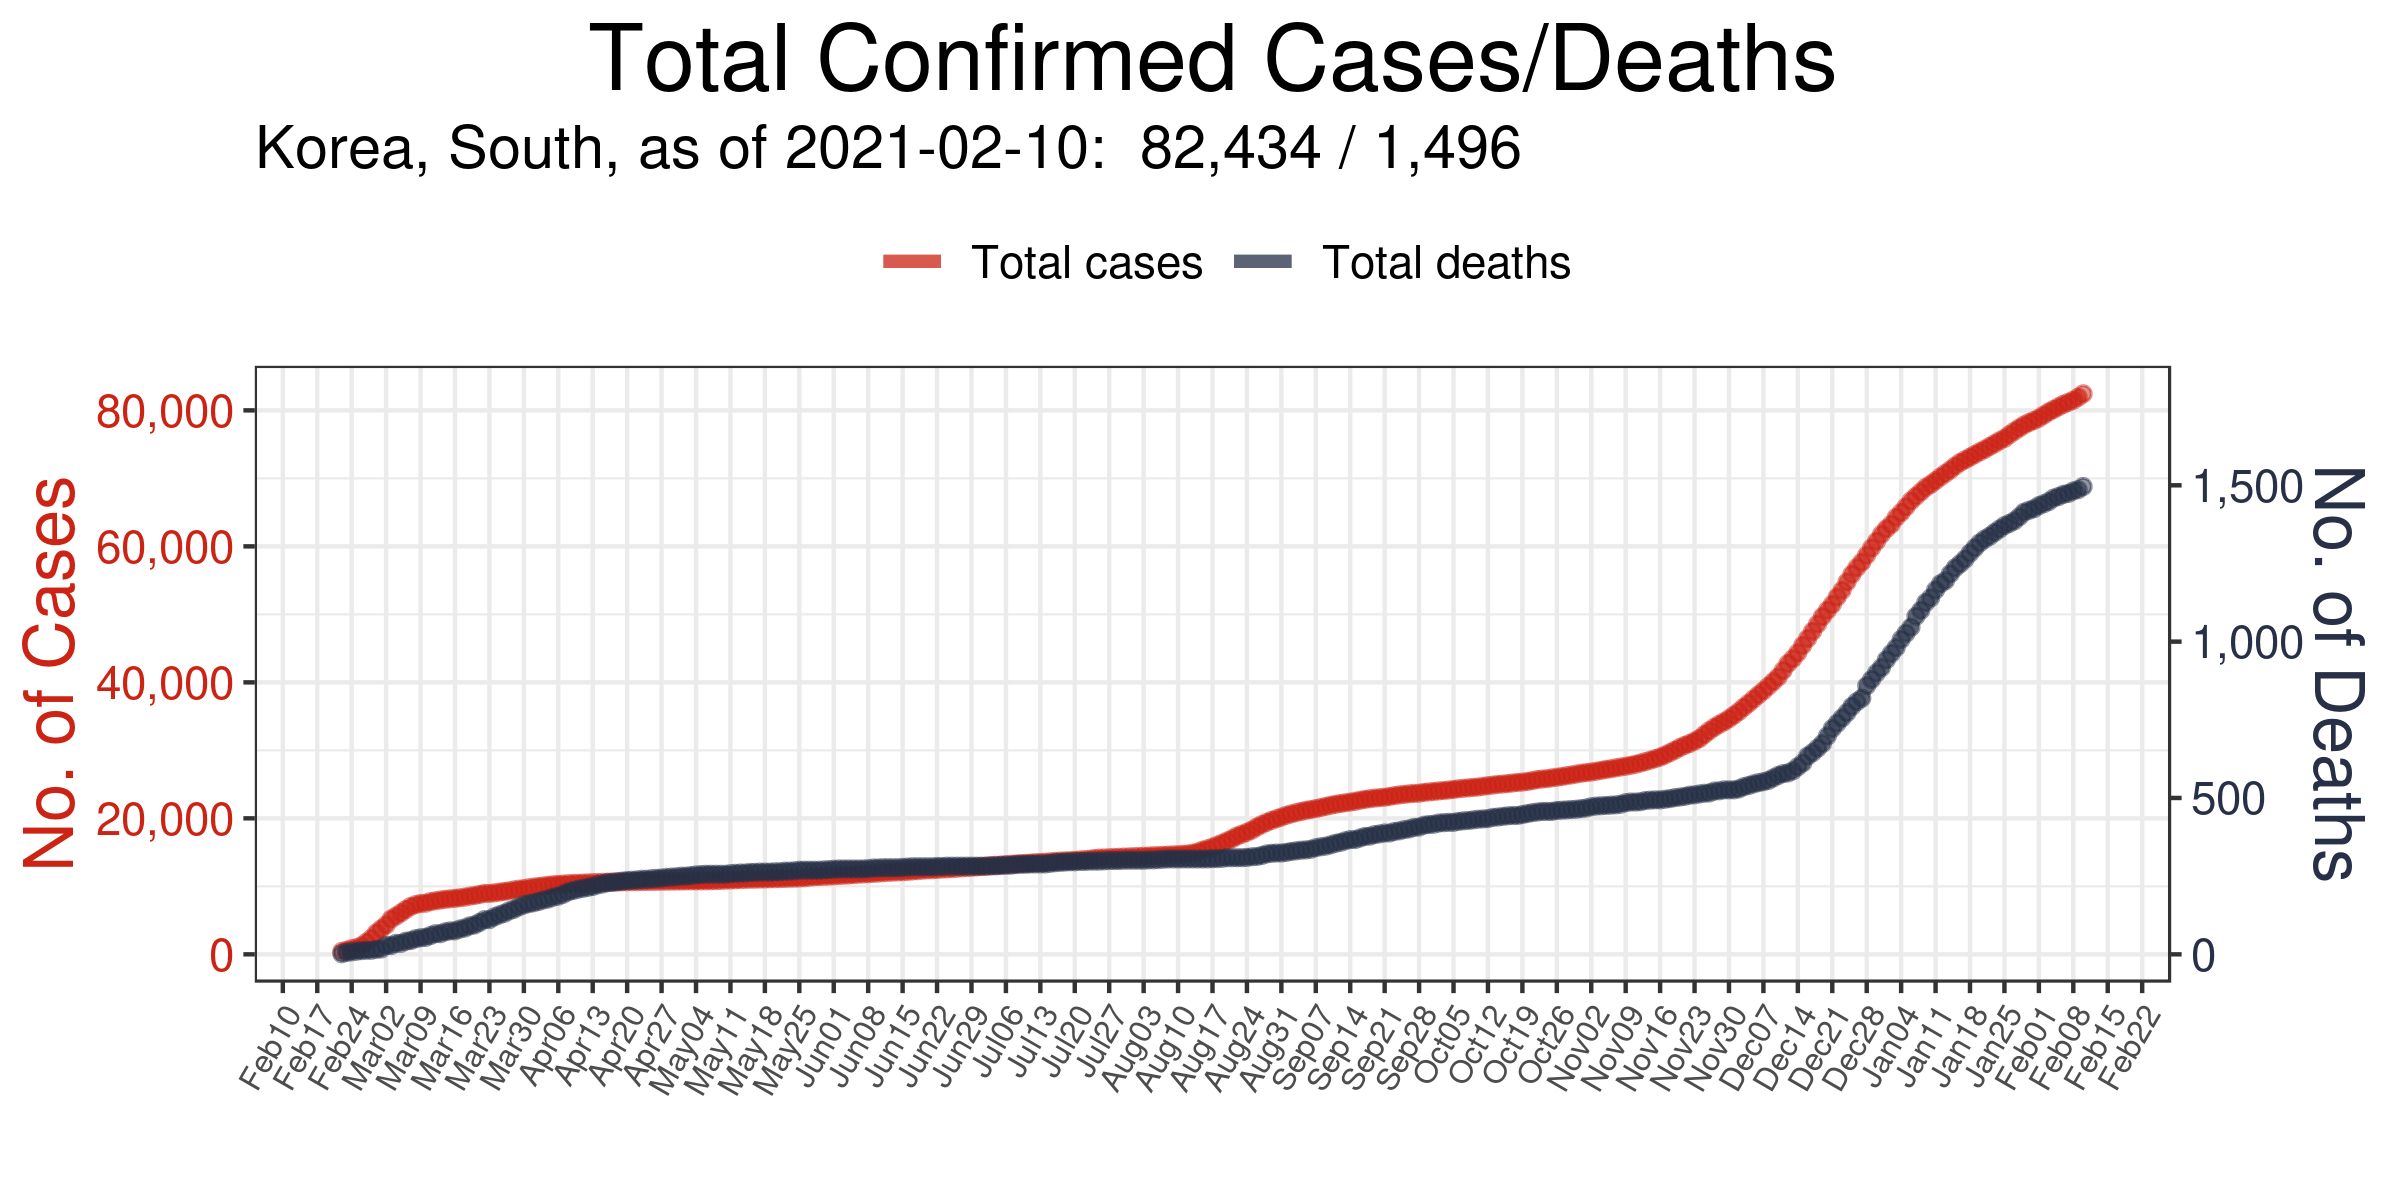 Total Confirmed Cases/Deaths
Korea, South, as of 2021-02-10:  82,434 / 1,496
Total cases
Total deaths
No. of Cases
80,000
60,000
40,000
20,000
0
1,500
1,000
500
0
No. of Deaths
Feb10
Feb17
Feb24
Mar02
Mar09
Mar16
Mar23
Mar30
Apr06
Apr13
Apr20
Apr27
May04
May11
May18
May25
Jun01
Jun08
Jun15
Jun22
Jun29
Jul06
Jul13
Jul20
Jul27
Aug03
Aug10
Aug17
Aug24
Aug31
Sep07
Sep14
Sep21
Sep28
Oct05
Oct12
Oct19
Oct26
Nov02
Nov09
Nov16
Nov23
Nov30
Dec07
Dec14
Dec21
Dec28
Jan04
Jan11
Jan18
Jan25
Feb01
Feb08
Feb15
Feb22